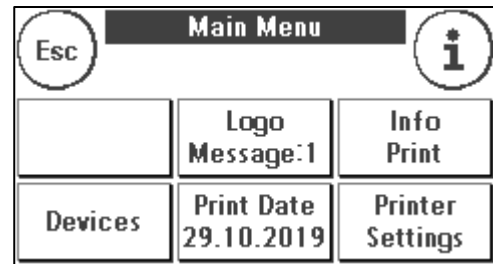 Main Menu
Esc
i
Logo
Message:1
Info
Print
Devices
Print Date
29.10.2019
Printer
Settings